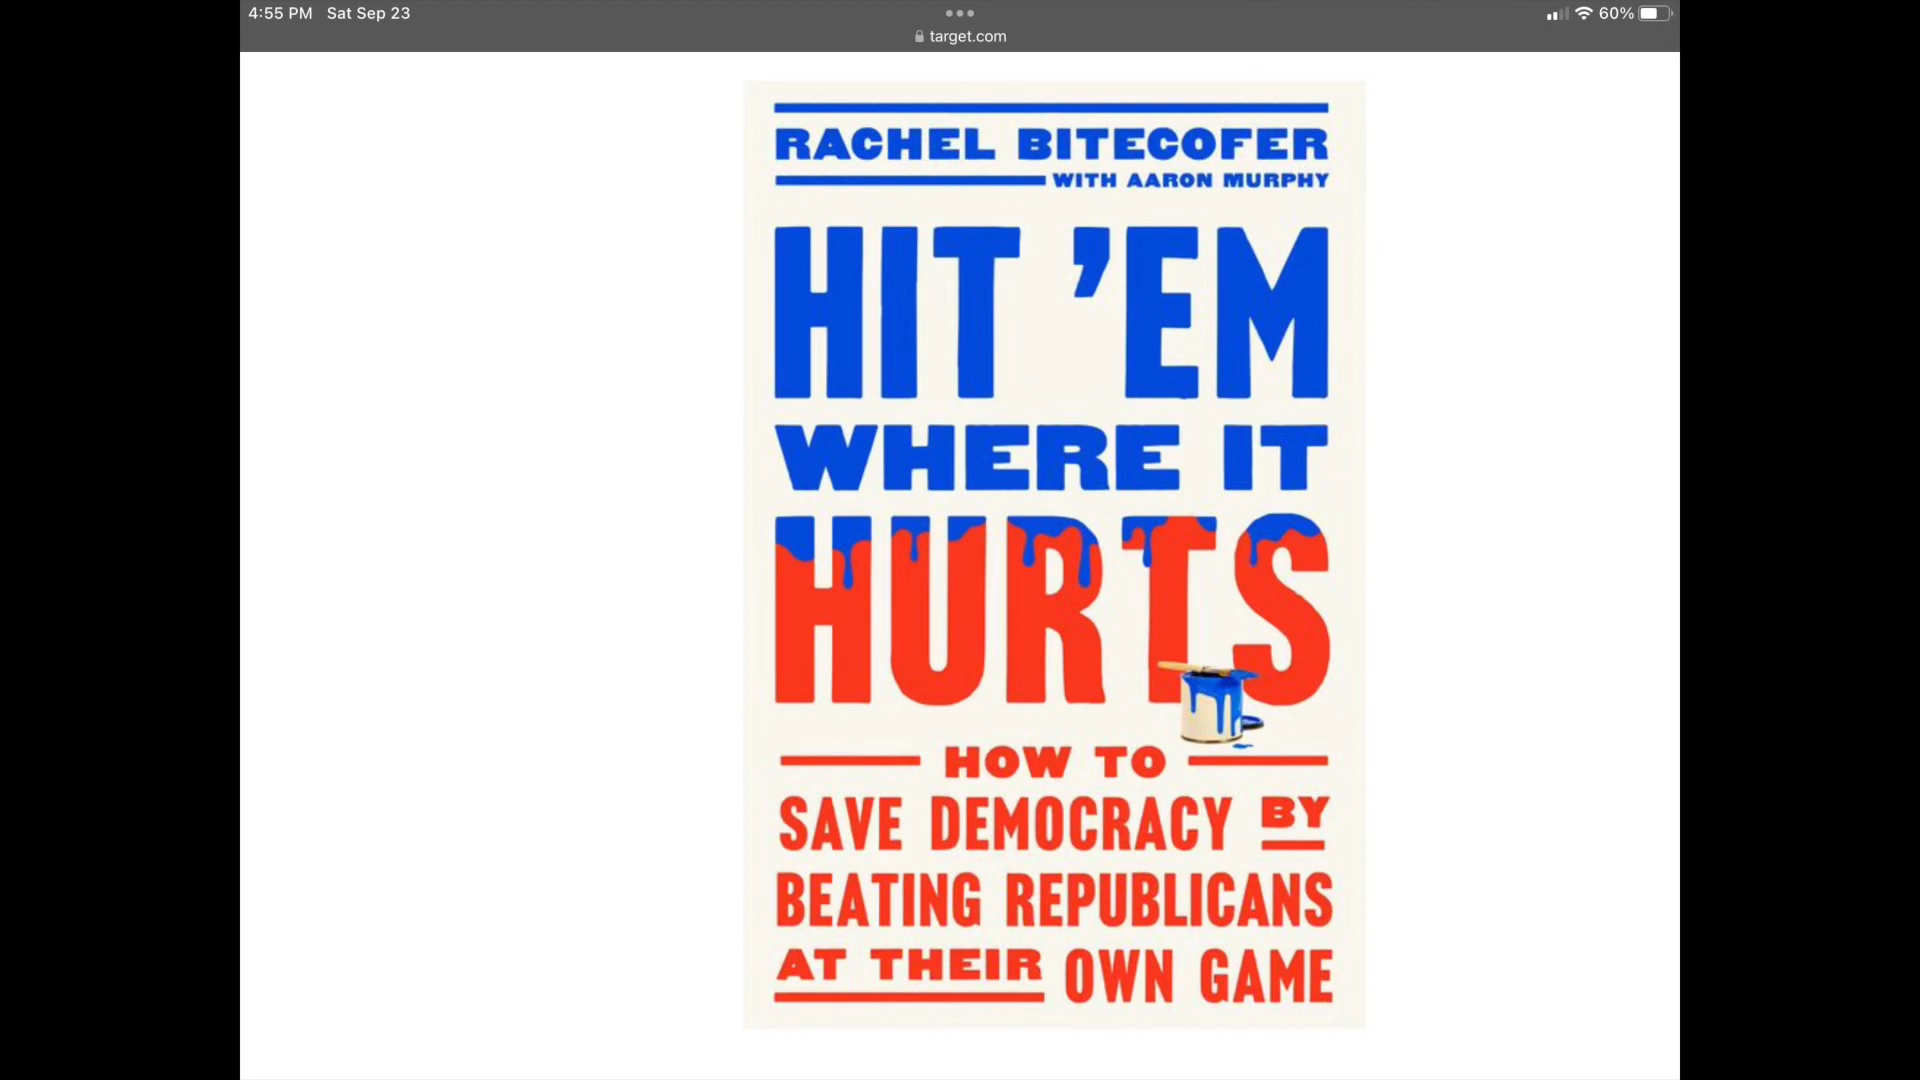 4:55 PM Sat Sep 23
60%
target.com
RACHEL BITECOFER
WITH AARON MURPHY
HIT ’EM
WHERE IT
HURTS
HOW TO
SAVE DEMOCRACY BY
BEATING REPUBLICANS
AT THEIR OWN GAME